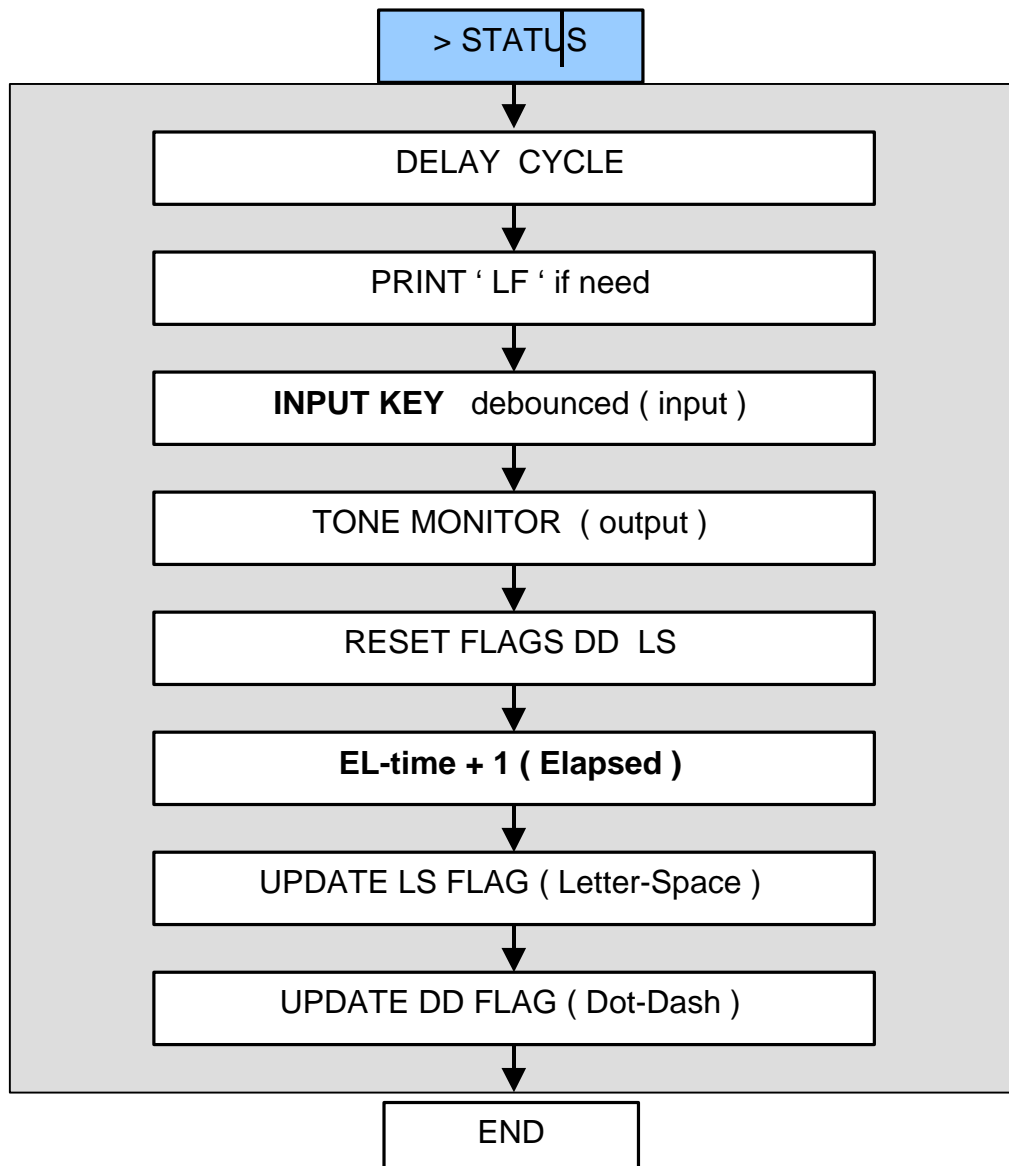 > STATUS
DELAY  CYCLE
PRINT ‘ LF ‘ if need
INPUT KEY   debounced ( input )
TONE MONITOR  ( output )
RESET FLAGS DD  LS
EL-time + 1 ( Elapsed )
UPDATE LS FLAG ( Letter-Space )
UPDATE DD FLAG ( Dot-Dash )
END